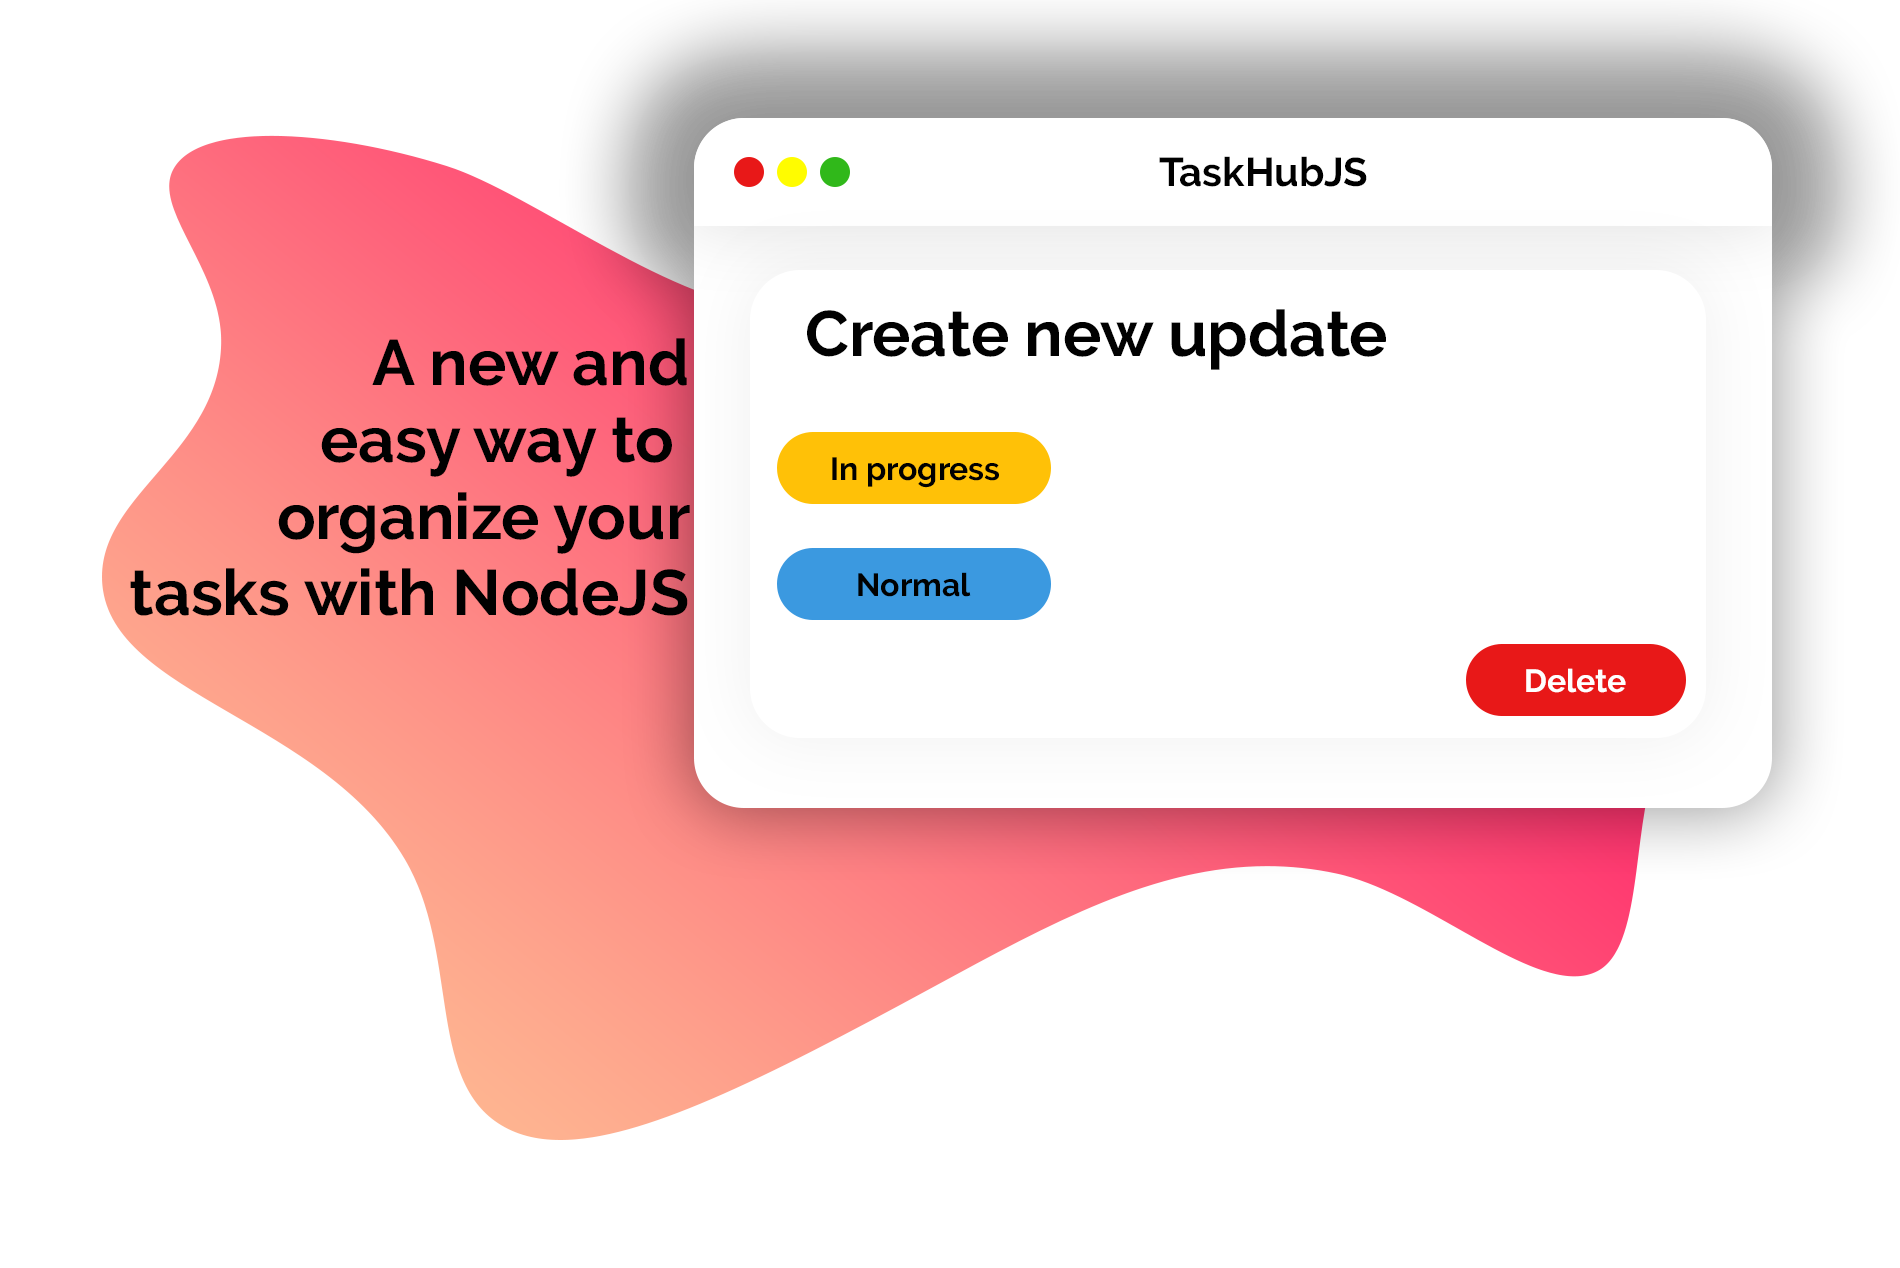 A new and
easy way to
organize your
tasks with NodeJS
TaskHubJS
Create new update
In progress
Normal
Delete